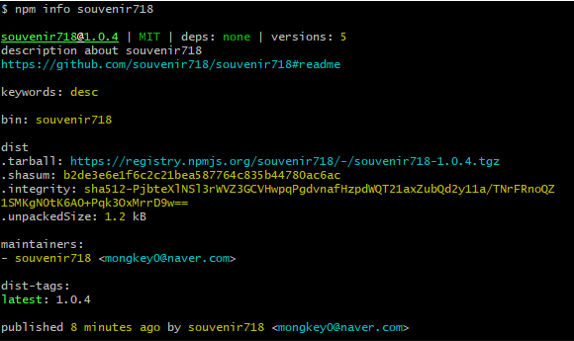 $ npm info souvenir718
souvenir718@1.0.4 | MIT | deps: none | versions: 5
description about souvenir718
https://github.com/souvenir718/souvenir718#readme
keywords: desc
bin: souvenir718
dist
.tarball: https://registry.npmjs.org/souvenir718/-/souvenir718-1.0.4.tgz
.shasum: b2de3e6e1f6c2c21bea587764c835b44780ac6ac
.integrity: sha512-PjbteXlNSl3rWVZ3GCVHwpqPgdvnafHzpdWQT21axZubQd2y11a/TNrFRnoQZ
1SMKgN0tK6AO+Pqk3OxMrrD9w==
.unpackedSize: 1.2 kB
maintainers:
- souvenir718 <mongkey0@naver.com>
dist-tags:
latest: 1.0.4
published 8 minutes ago by souvenir718 <mongkey0@naver.com>